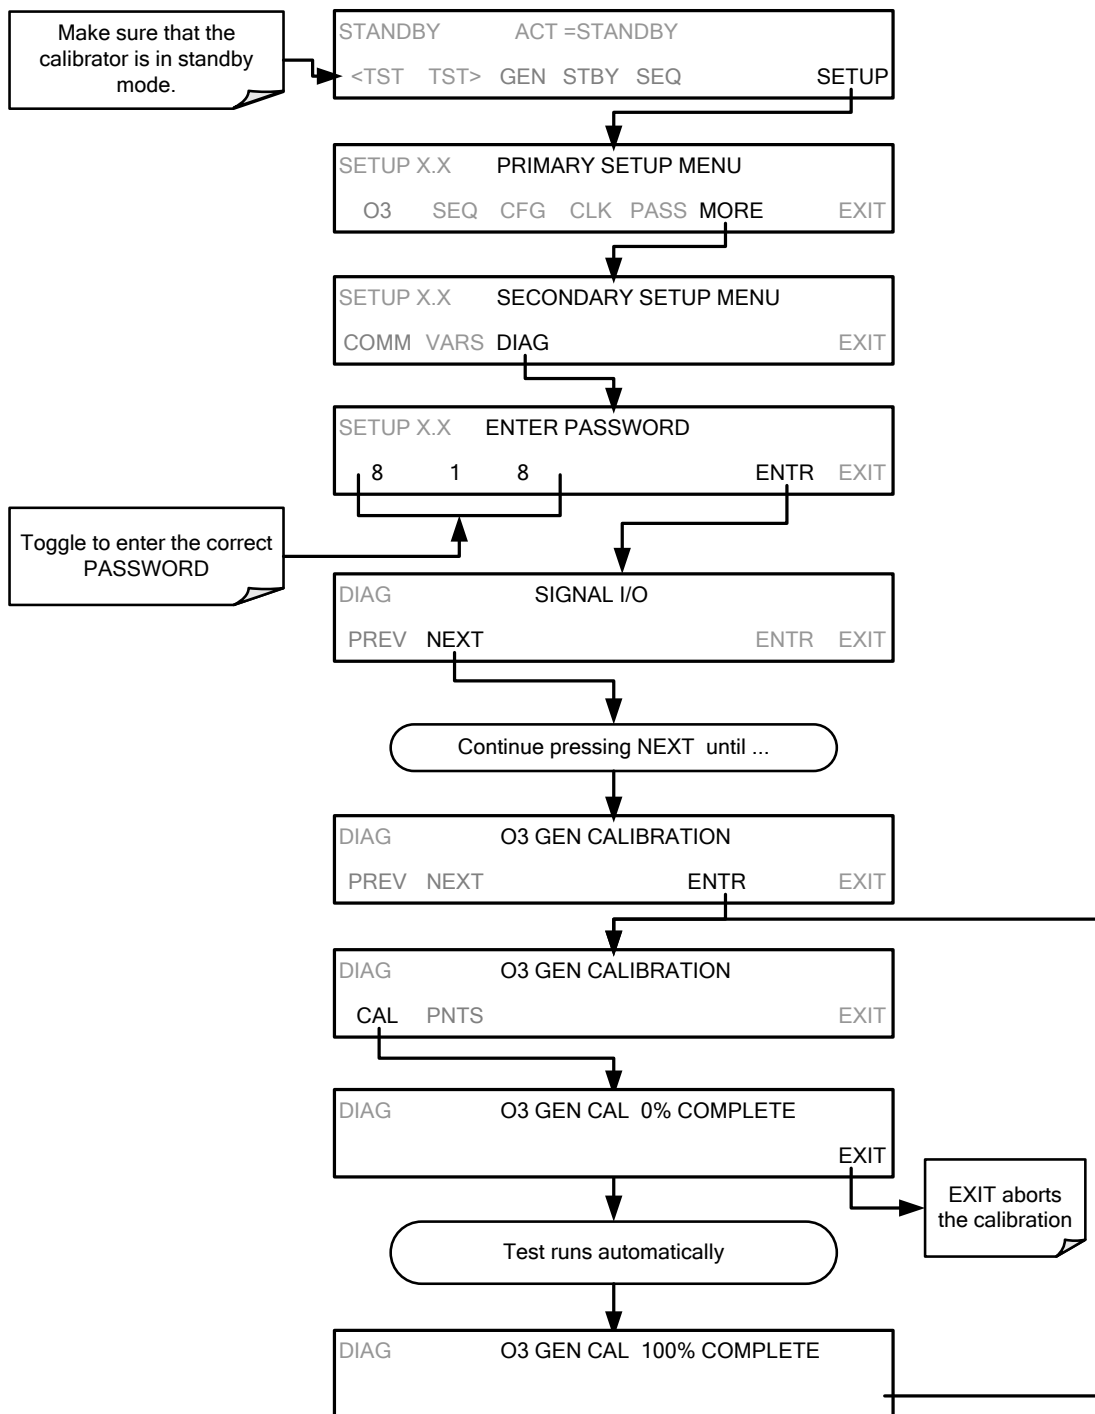 Make sure that the
calibrator is in standby
mode.
STANDBY ACT =STANDBY
<TST TST> GEN STBY SEQ SETUP
SETUP X.X PRIMARY SETUP MENU
O3 SEQ CFG CLK PASS MORE EXIT
SETUP X.X SECONDARY SETUP MENU
COMM VARS DIAG EXIT
SETUP X.X ENTER PASSWORD
8 1 8 ENTR EXIT
Toggle to enter the correct
PASSWORD
DIAG SIGNAL I/O
PREV NEXT ENTR EXIT
Continue pressing NEXT until ...
DIAG O3 GEN CALIBRATION
PREV NEXT ENTR EXIT
DIAG O3 GEN CALIBRATION
CAL PNTS EXIT
DIAG O3 GEN CAL 0% COMPLETE
EXIT
EXIT aborts
the calibration
Test runs automatically
DIAG O3 GEN CAL 100% COMPLETE